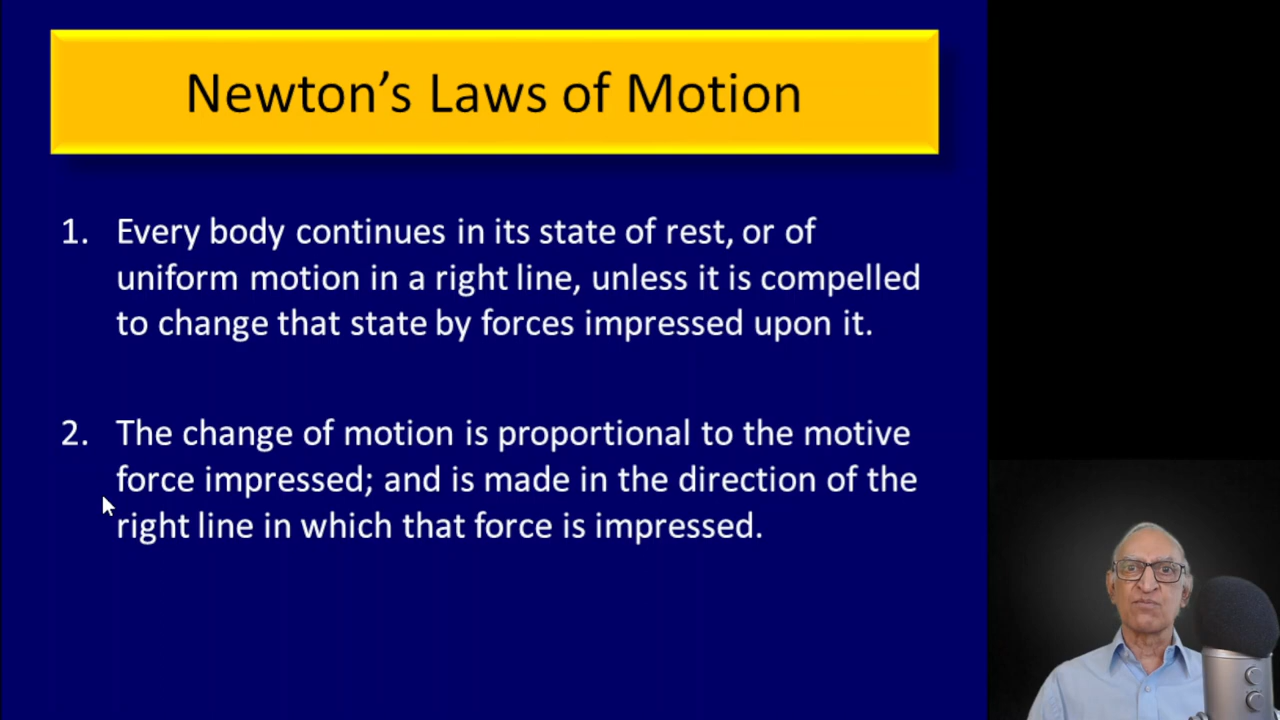 Newton’s Laws of Motion
1. Every body continues in its state of rest, or of
uniform motion in a right line, unless it is compelled
to change that state by forces impressed upon it.
2. The change of motion is proportional to the motive
force impressed; and is made in the direction of the
right line in which that force is impressed.